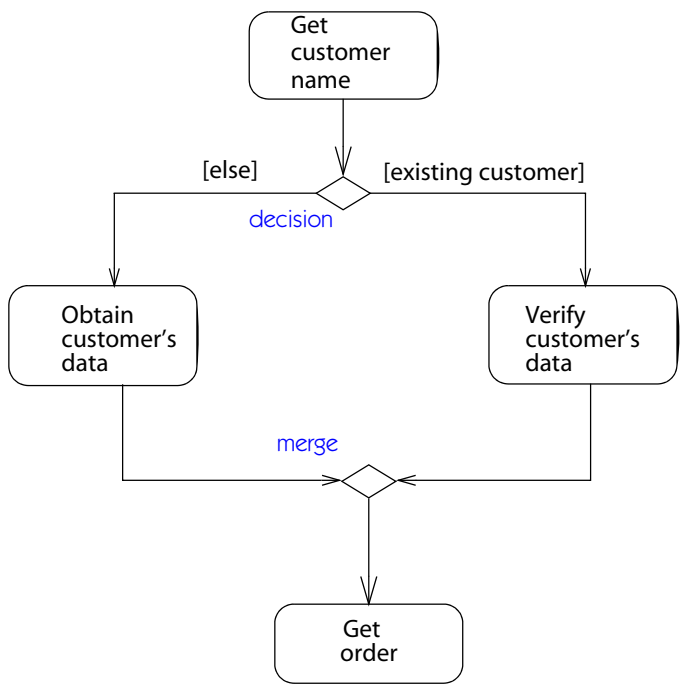 Get
customer
name
[else]
[existing customer]
decision
Obtain
customer’s
data
Verify
customer’s
data
merge
Get
order